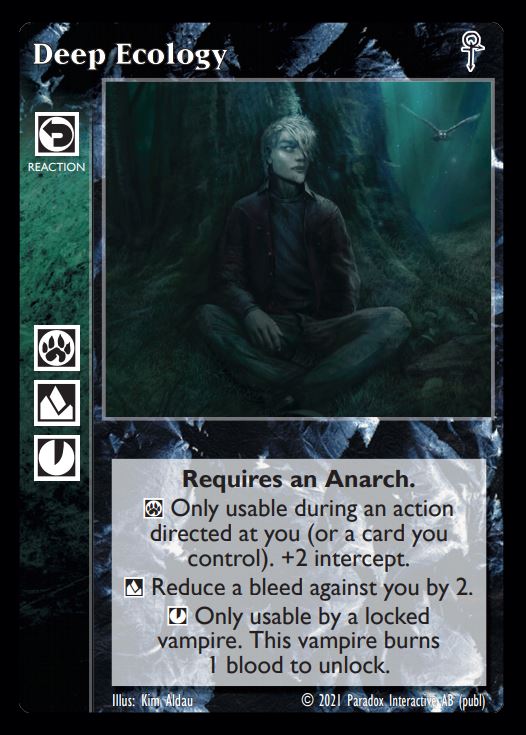 Deep Ecology
REACTION
Requires an Anarch.
Only usable during an action
directed at you (or a card you
control). +2 intercept.
Reduce a bleed against you by 2.
Only usable by a locked
vampire. This vampire burns
1 blood to unlock.
Illus: Kim Aldau
© 2021 Paradox Interactive AB (publ)